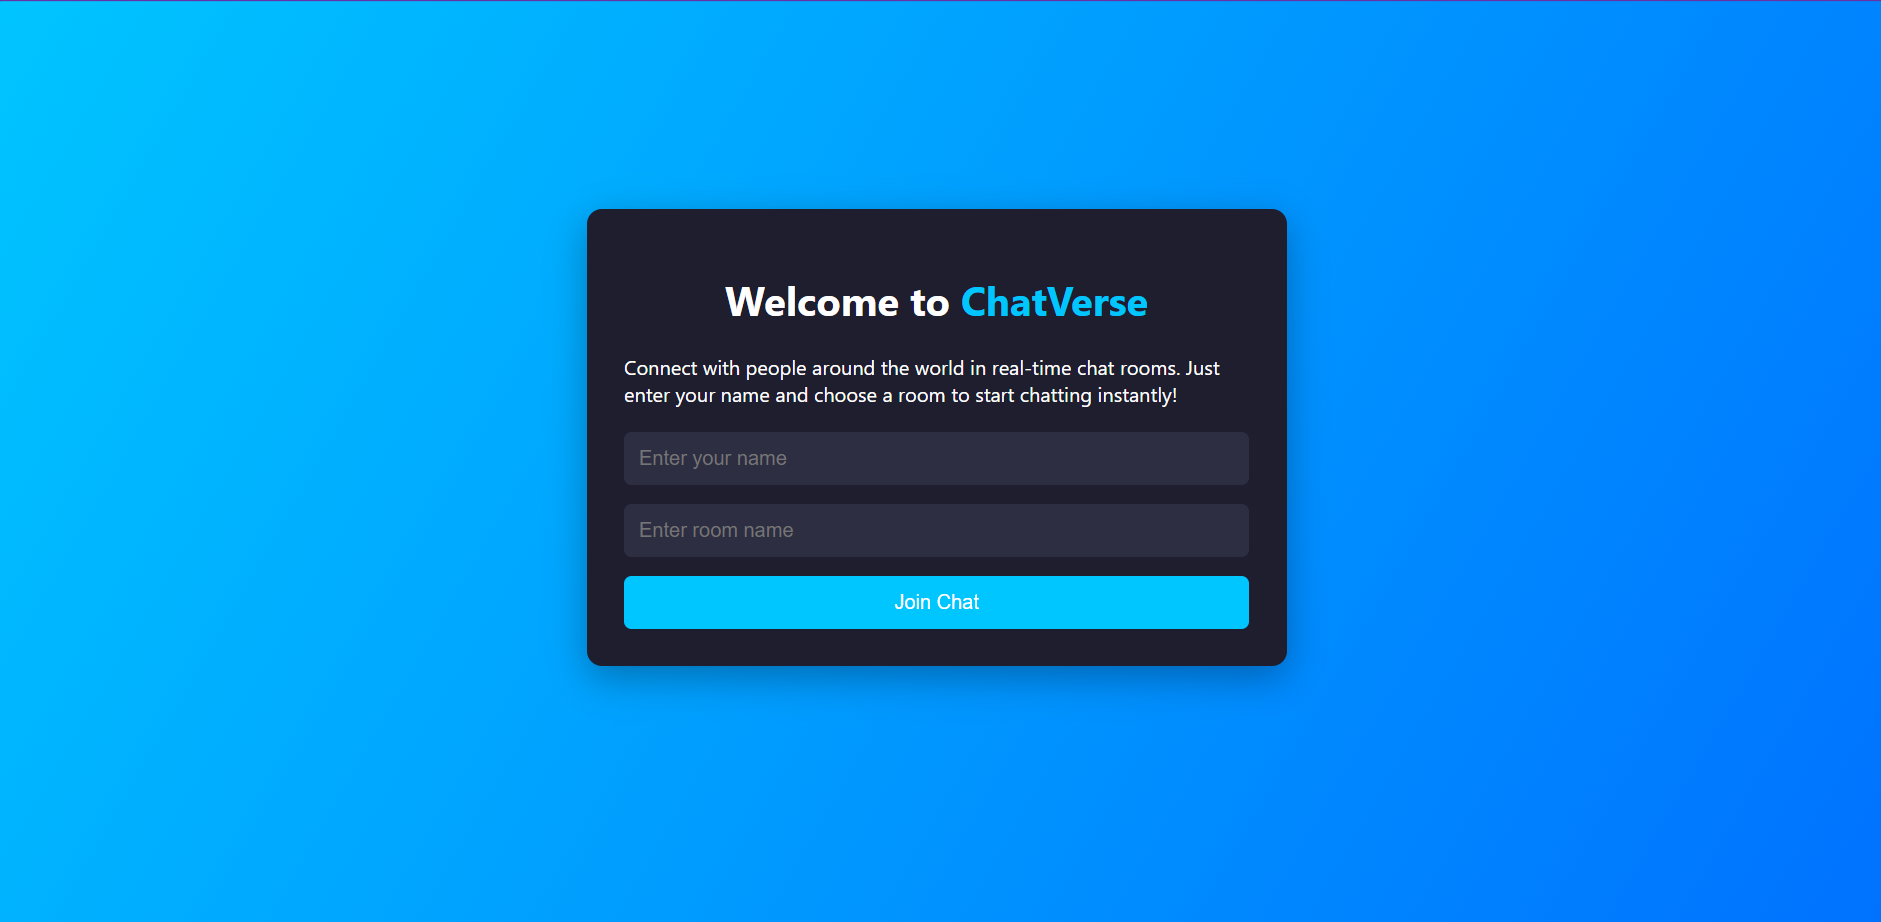 Welcome to ChatVerse
Connect with people around the world in real-time chat rooms. Just
enter your name and choose a room to start chatting instantly!
Enter your name
Enter room name
Join Chat